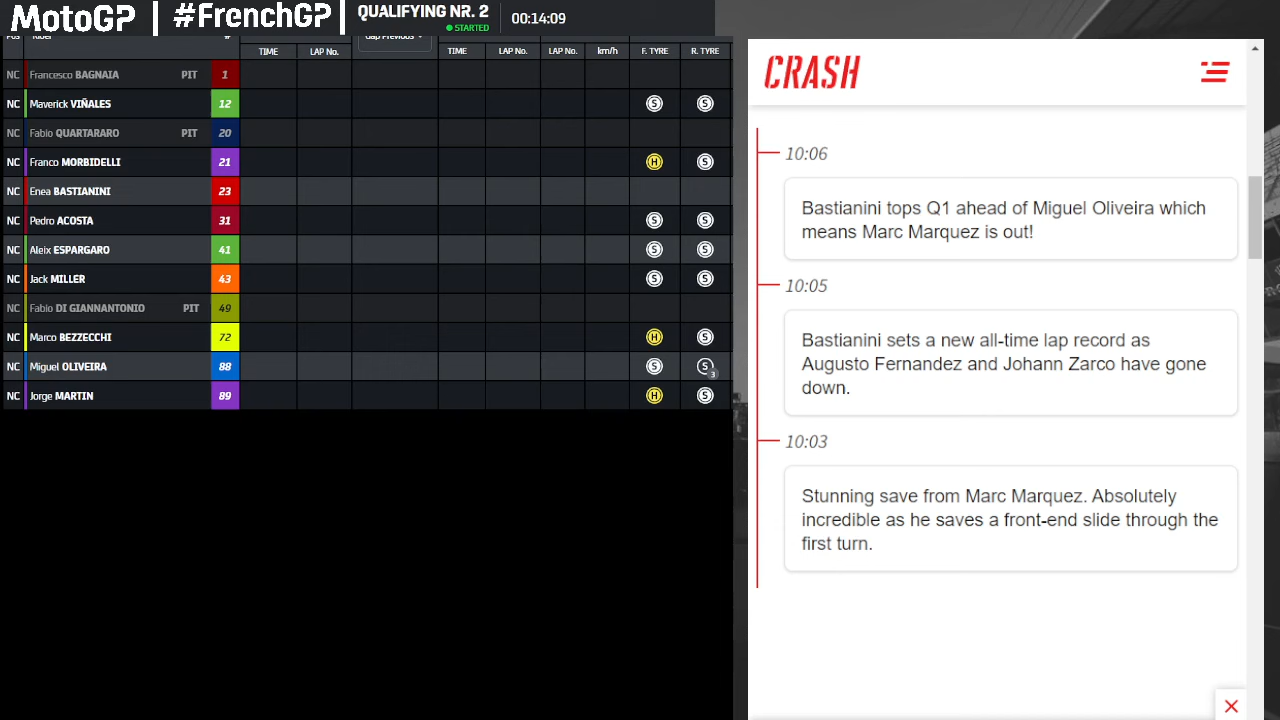 MotoGP | #FrenchGP | QUALIFYING NR. 2 00:14:09
STARTED
Gap Previous
TIME LAP No. TIME LAP No. LAP No. km/h F. TYRE R. TYRE
NC Francesco BAGNAIA PIT 1
NC Maverick VIÑALES 12 S S
NC Fabio QUARTARARO PIT 20
NC Franco MORBIDELLI 21 H S
NC Enea BASTIANINI 23
NC Pedro ACOSTA 31 S S
NC Aleix ESPARGARO 41 S S
NC Jack MILLER 43 S S
NC Fabio DI GIANNANTONIO PIT 49
NC Marco BEZZECCHI 72 H S
NC Miguel OLIVEIRA 88 S S 3
NC Jorge MARTIN 89 H S
CRASH
10:06
Bastianini tops Q1 ahead of Miguel Oliveira which
means Marc Marquez is out!
10:05
Bastianini sets a new all-time lap record as
Augusto Fernandez and Johann Zarco have gone
down.
10:03
Stunning save from Marc Marquez. Absolutely
incredible as he saves a front-end slide through the
first turn.